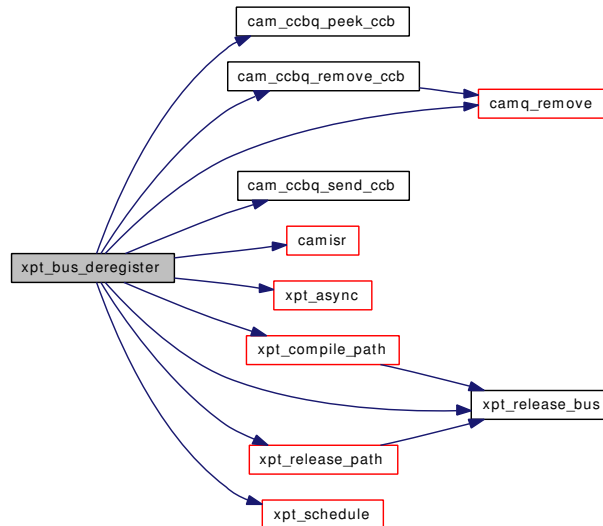 cam_ccbq_peek_ccb
cam_ccbq_remove_ccb
camq_remove
cam_ccbq_send_ccb
camisr
xpt_bus_deregister
xpt_async
xpt_compile_path
xpt_release_bus
xpt_release_path
xpt_schedule